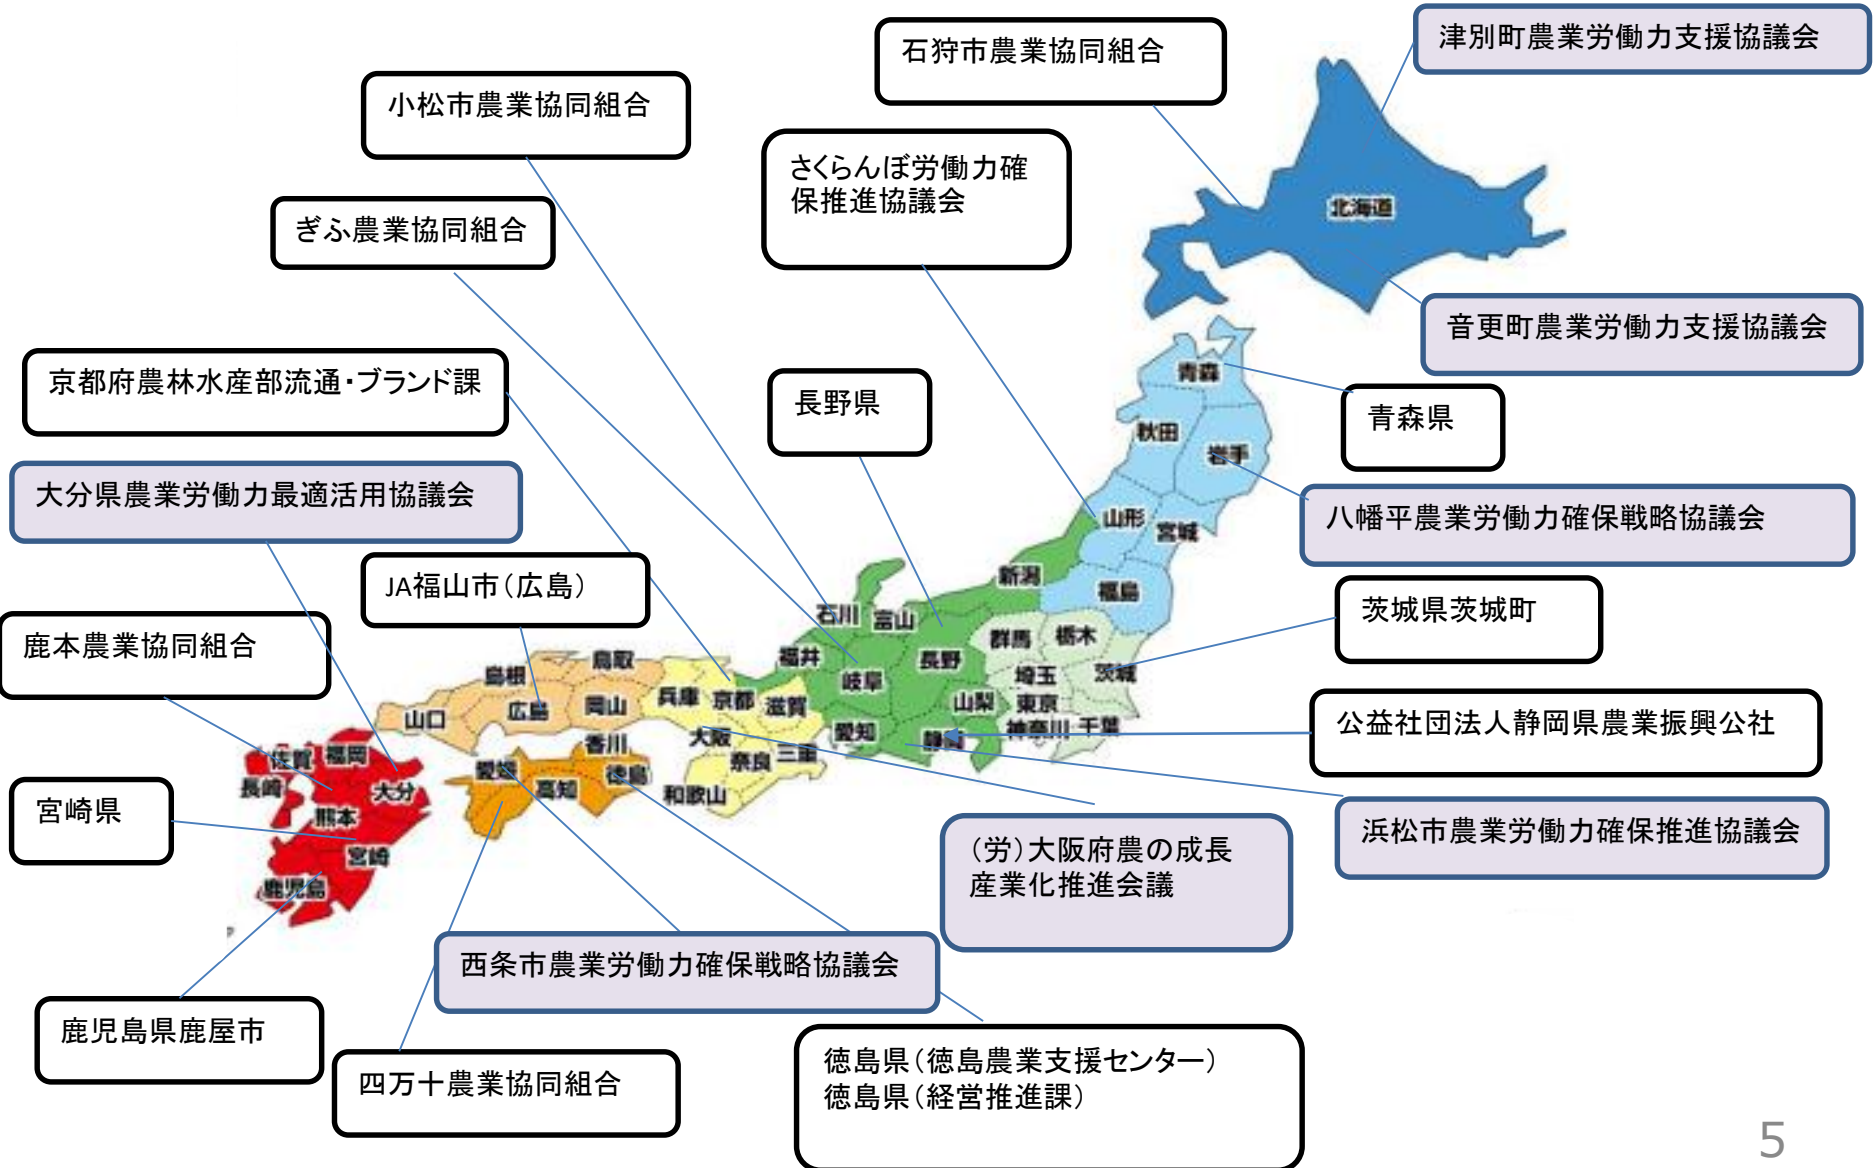 石狩市農業協同組合
津別町農業労働力支援協議会
小松市農業協同組合
さくらんぼ労働力確
保推進協議会
ぎふ農業協同組合
北海道
音更町農業労働力支援協議会
京都府農林水産部流通・ブランド課
長野県
青森
青森県
秋田
岩手
大分県農業労働力最適活用協議会
八幡平農業労働力確保戦略協議会
山形
宮城
JA福山市（広島）
新潟
福島
茨城県茨城町
石川
富山
群馬
栃木
鹿本農業協同組合
福井
長野
埼玉
茨城
島根
鳥取
岐阜
兵庫
京都
滋賀
山梨
東京
山口
広島
岡山
愛知
静岡
神奈川
千葉
公益社団法人静岡県農業振興公社
大阪
奈良
三重
香川
佐賀
福岡
愛媛
高知
徳島
和歌山
長崎
大分
宮崎県
熊本
宮崎
鹿児島
浜松市農業労働力確保推進協議会
（労）大阪府農の成長
産業化推進会議
西条市農業労働力確保戦略協議会
鹿児島県鹿屋市
四万十農業協同組合
徳島県（徳島農業支援センター）
徳島県（経営推進課）
5